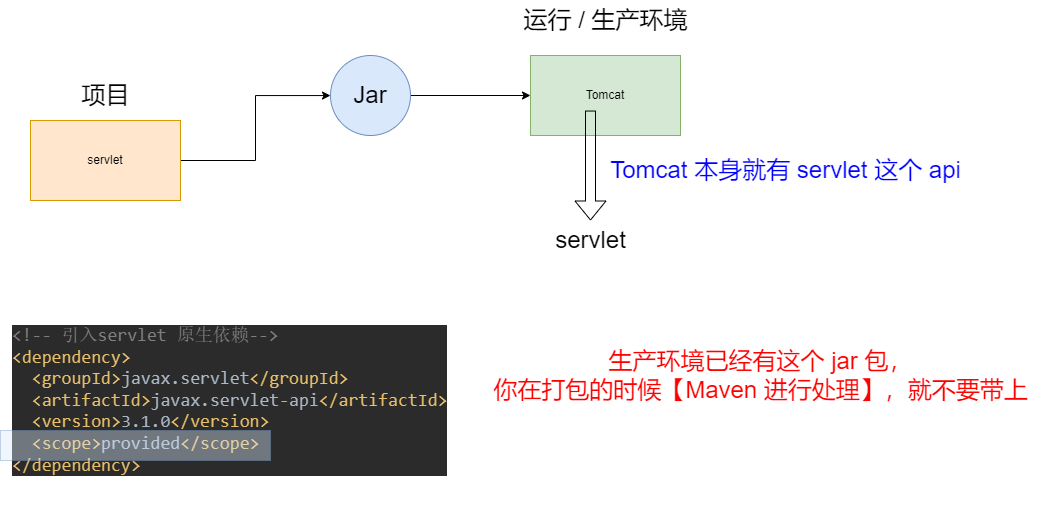 运行 / 生产环境
项目
servlet
Jar
Tomcat
Tomcat 本身就有 servlet 这个 api
servlet
<!-- 引入servlet 原生依赖-->
<dependency>
<groupId>javax.servlet</groupId>
<artifactId>javax.servlet-api</artifactId>
<version>3.1.0</version>
<scope>provided</scope>
</dependency>
生产环境已经有这个 jar 包，
你在打包的时候【Maven 进行处理】，就不要带上